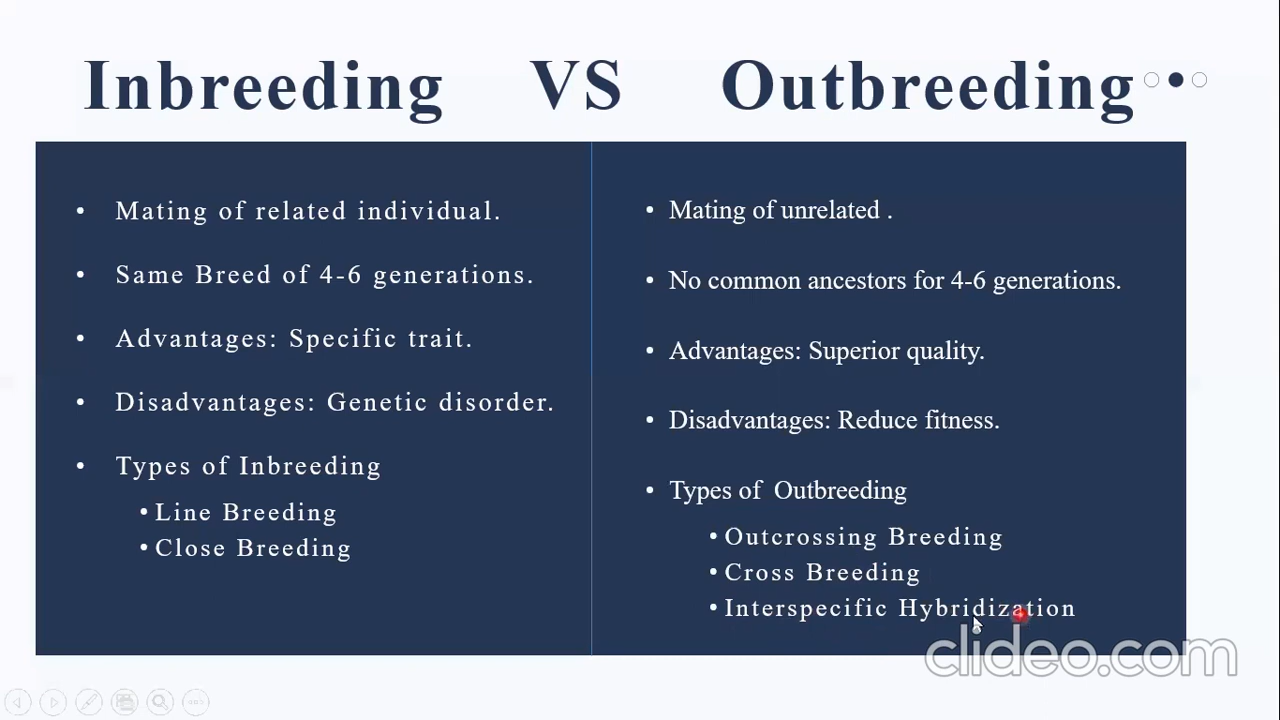 Inbreeding VS Outbreeding
• Mating of related individual.
• Same Breed of 4-6 generations.
• Advantages: Specific trait.
• Disadvantages: Genetic disorder.
• Types of Inbreeding
• Line Breeding
• Close Breeding
• Mating of unrelated .
• No common ancestors for 4-6 generations.
• Advantages: Superior quality.
• Disadvantages: Reduce fitness.
• Types of Outbreeding
• Outcrossing Breeding
• Cross Breeding
• Interspecific Hybridization
clideo.com